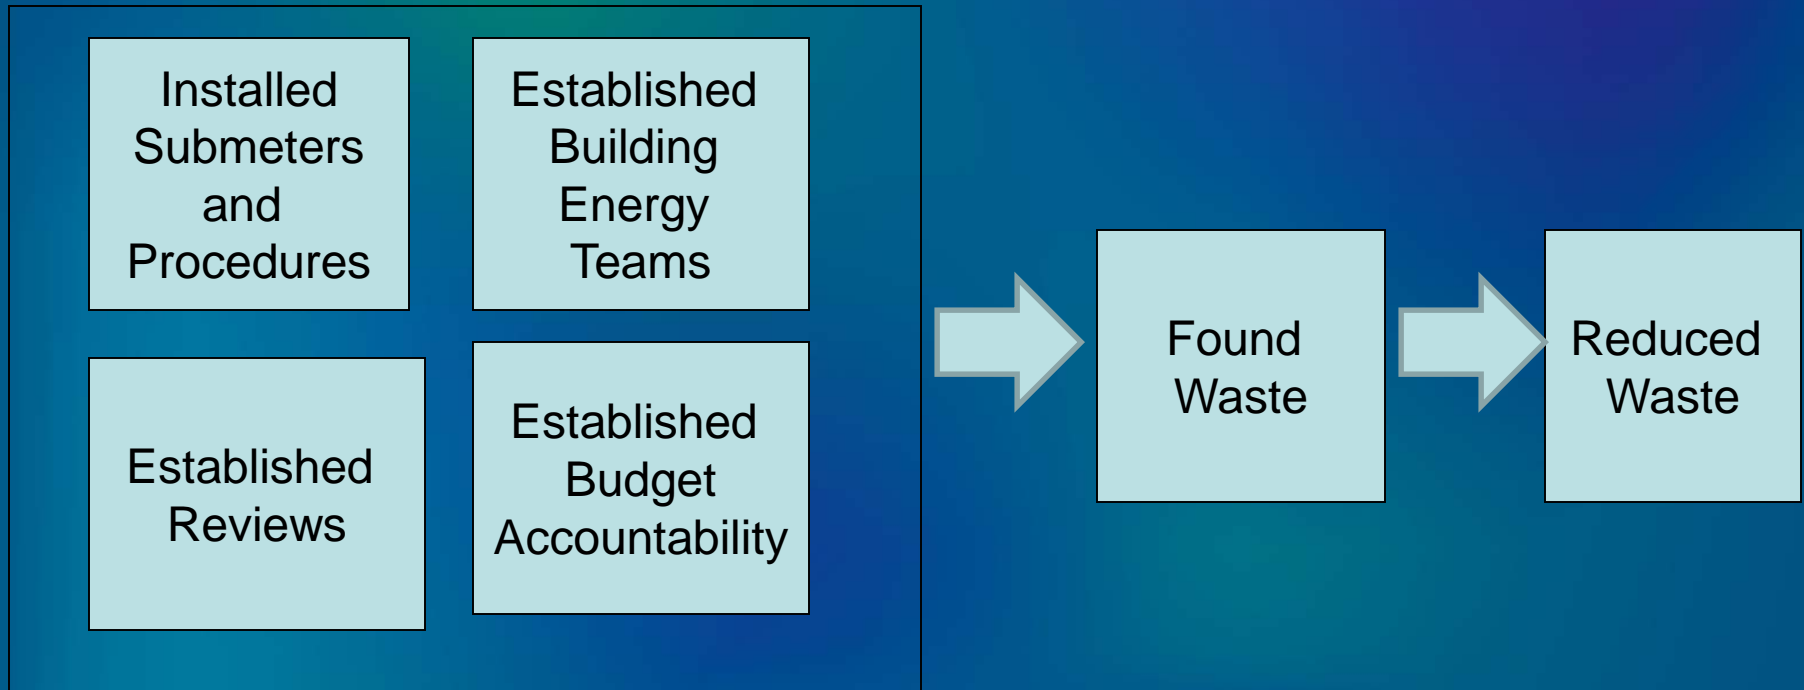 Installed
Submeters
and
Procedures
Established
Building
Energy
Teams
Established
Reviews
Established
Budget
Accountability
Found
Waste
Reduced
Waste